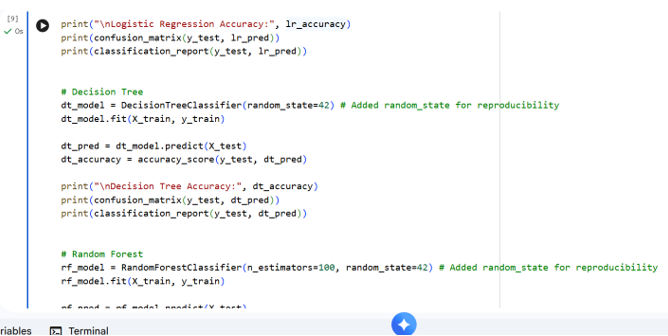 [9]
0s
print("\nLogistic Regression Accuracy:", lr_accuracy)
print(confusion_matrix(y_test, lr_pred))
print(classification_report(y_test, lr_pred))
# Decision Tree
dt_model = DecisionTreeClassifier(random_state=42) # Added random_state for reproducibility
dt_model.fit(X_train, y_train)
dt_pred = dt_model.predict(X_test)
dt_accuracy = accuracy_score(y_test, dt_pred)
print("\nDecision Tree Accuracy:", dt_accuracy)
print(confusion_matrix(y_test, dt_pred))
print(classification_report(y_test, dt_pred))
# Random Forest
rf_model = RandomForestClassifier(n_estimators=100, random_state=42) # Added random_state for reproducibility
rf_model.fit(X_train, y_train)
rf_pred = rf_model.predict(X_test)
riables Terminal